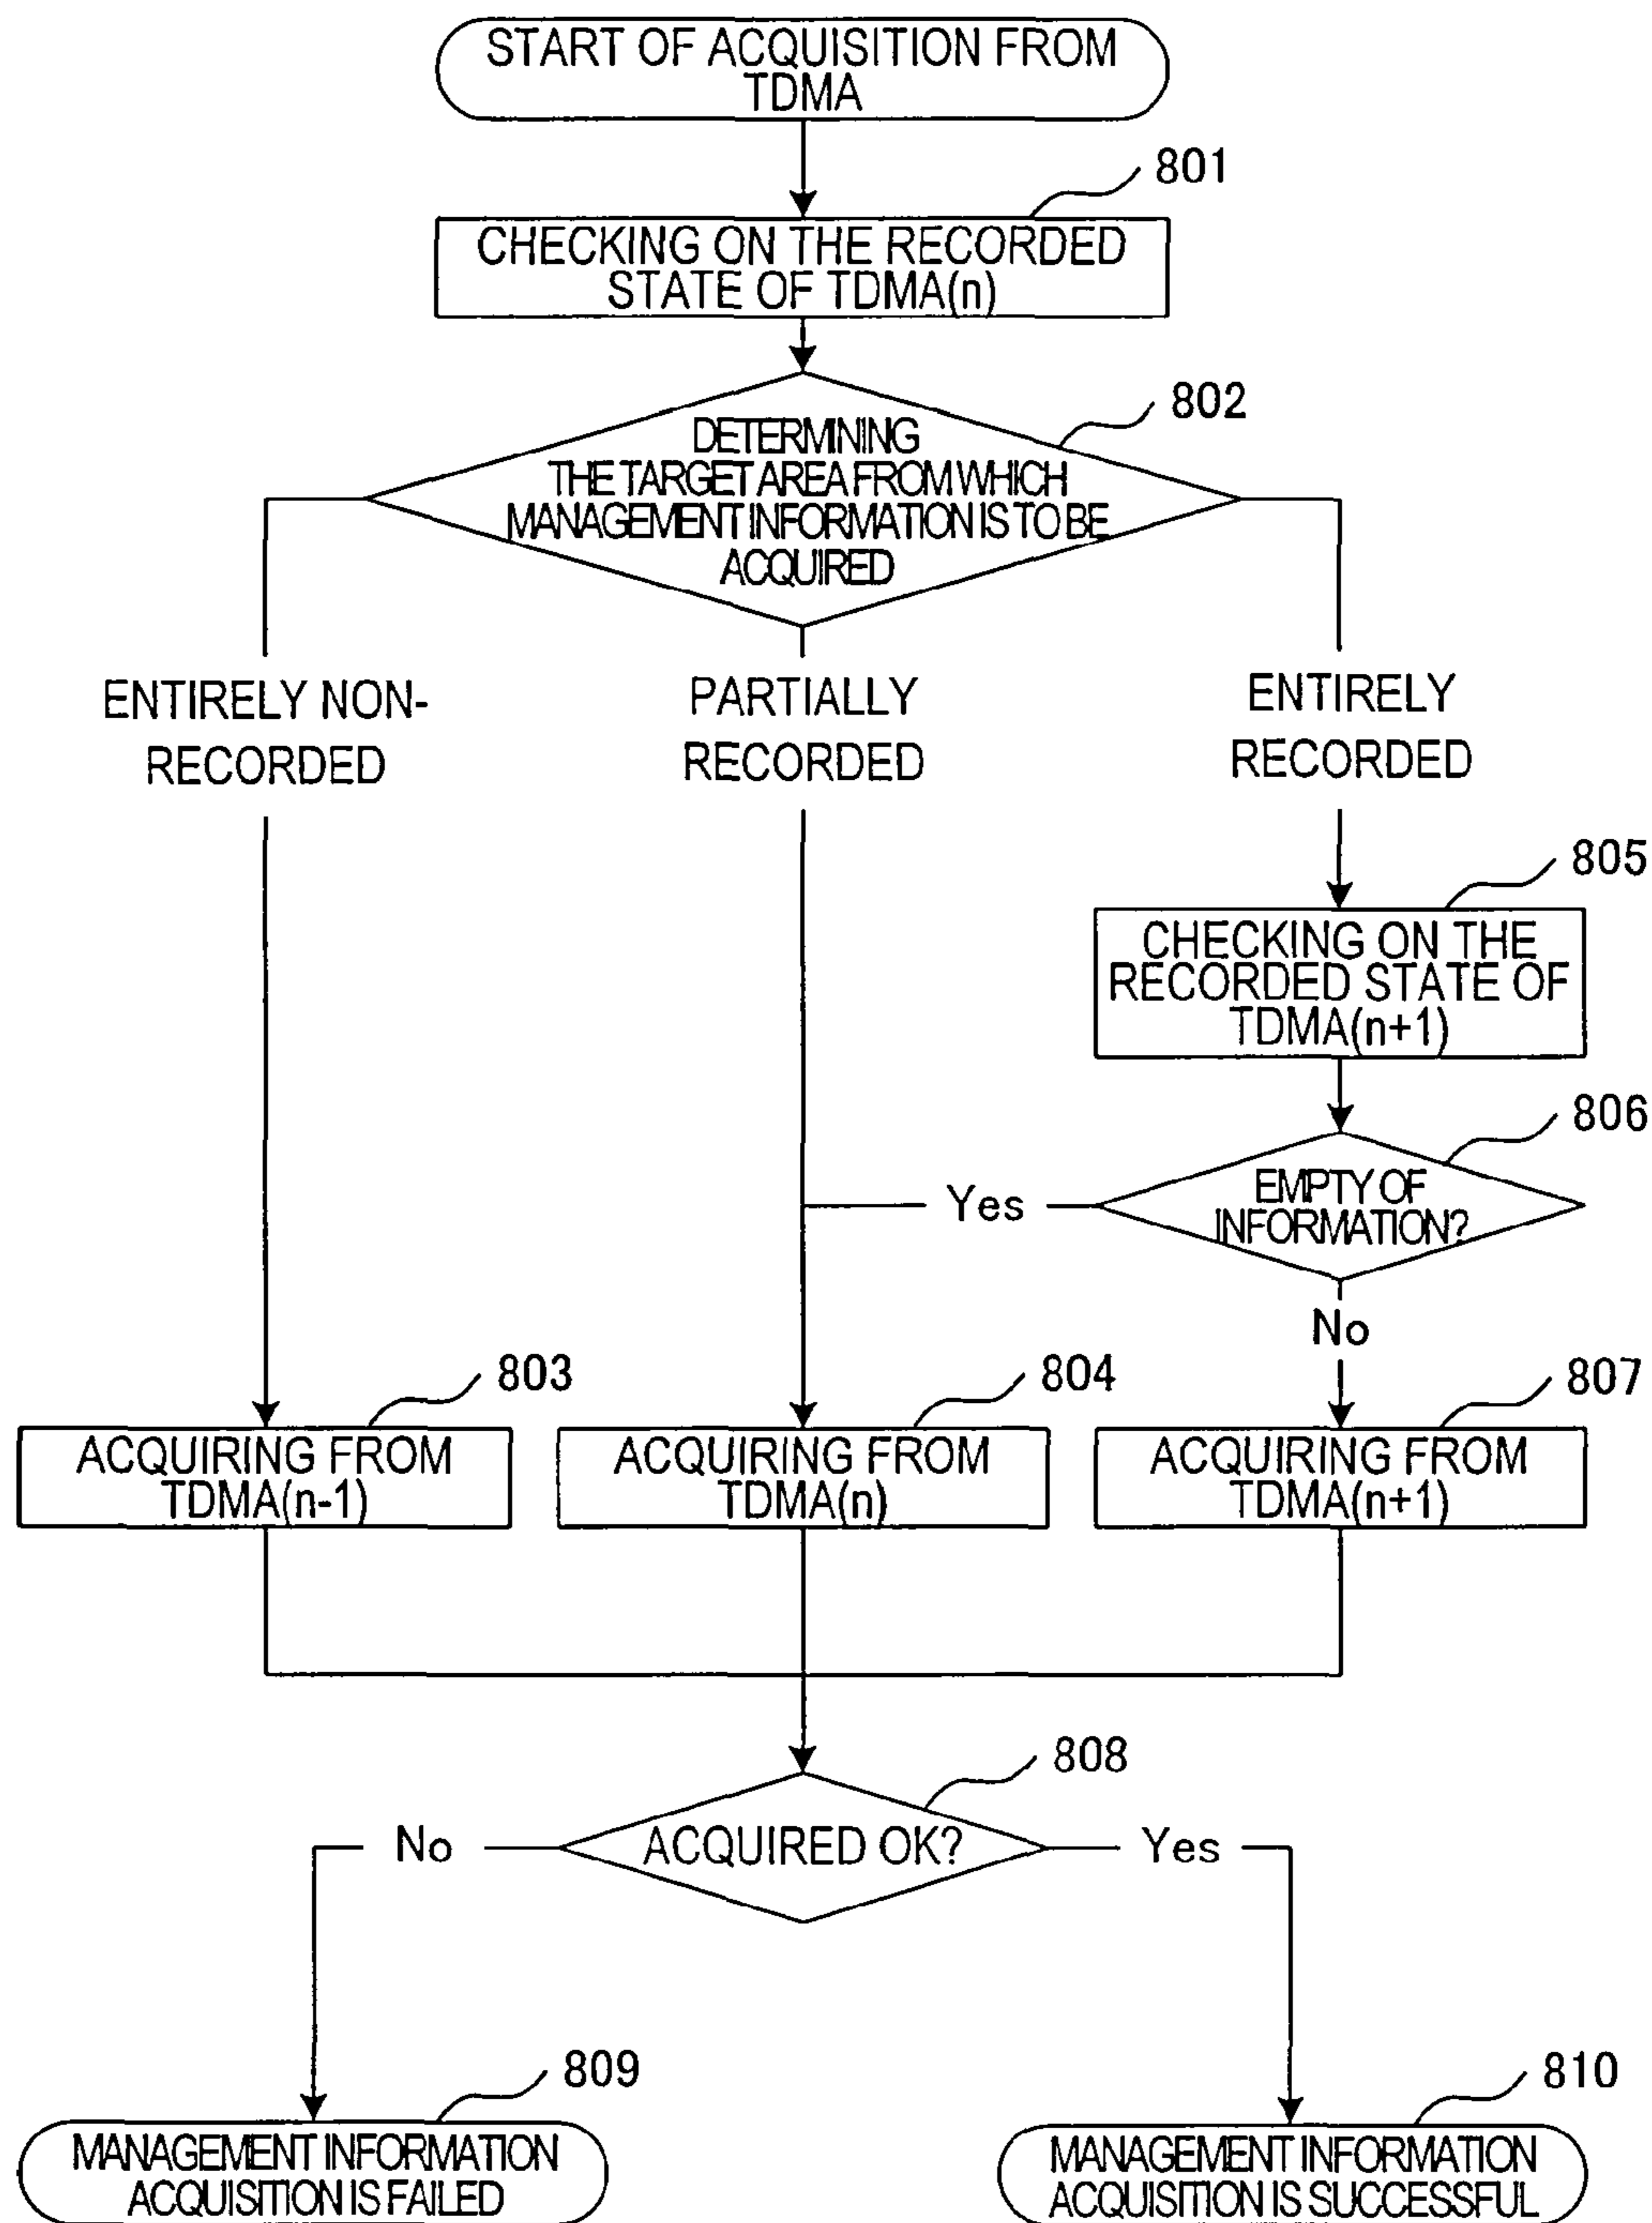 START OF ACQUISITION FROM
TDMA
801
CHECKING ON THE RECORDED
STATE OF TDMA(n)
802
DETERMINING
THE TARGET AREA FROM WHICH
MANAGEMENT INFORMATION IS TO BE
ACQUIRED
ENTIRELY NON-
RECORDED
PARTIALLY
RECORDED
ENTIRELY
RECORDED
805
CHECKING ON THE
RECORDED STATE OF
TDMA(n+1)
806
EMPTY OF
INFORMATION?
Yes
No
803
ACQUIRING FROM
TDMA(n-1)
804
ACQUIRING FROM
TDMA(n)
807
ACQUIRING FROM
TDMA(n+1)
808
ACQUIRED OK?
No
Yes
809
MANAGEMENT INFORMATION
ACQUISITION IS FAILED
810
MANAGEMENT INFORMATION
ACQUISITION IS SUCCESSFUL